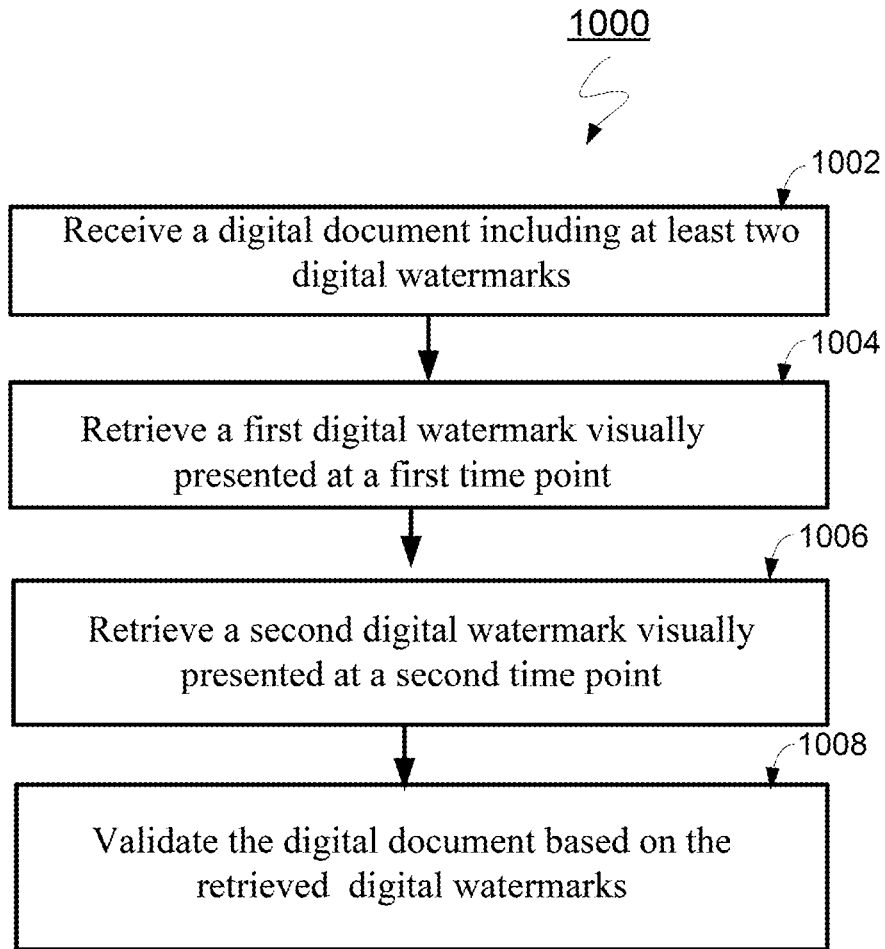 1000
1002
Receive a digital document including at least two
digital watermarks
1004
Retrieve a first digital watermark visually
presented at a first time point
1006
Retrieve a second digital watermark visually
presented at a second time point
1008
Validate the digital document based on the
retrieved digital watermarks